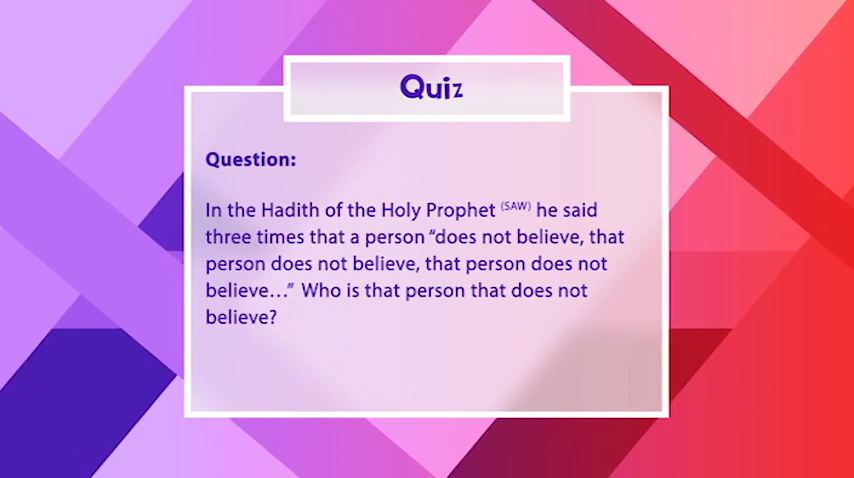 Quiz
Question:
In the Hadith of the Holy Prophet (SAW) he said
three times that a person “does not believe, that
person does not believe, that person does not
believe…” Who is that person that does not
believe?